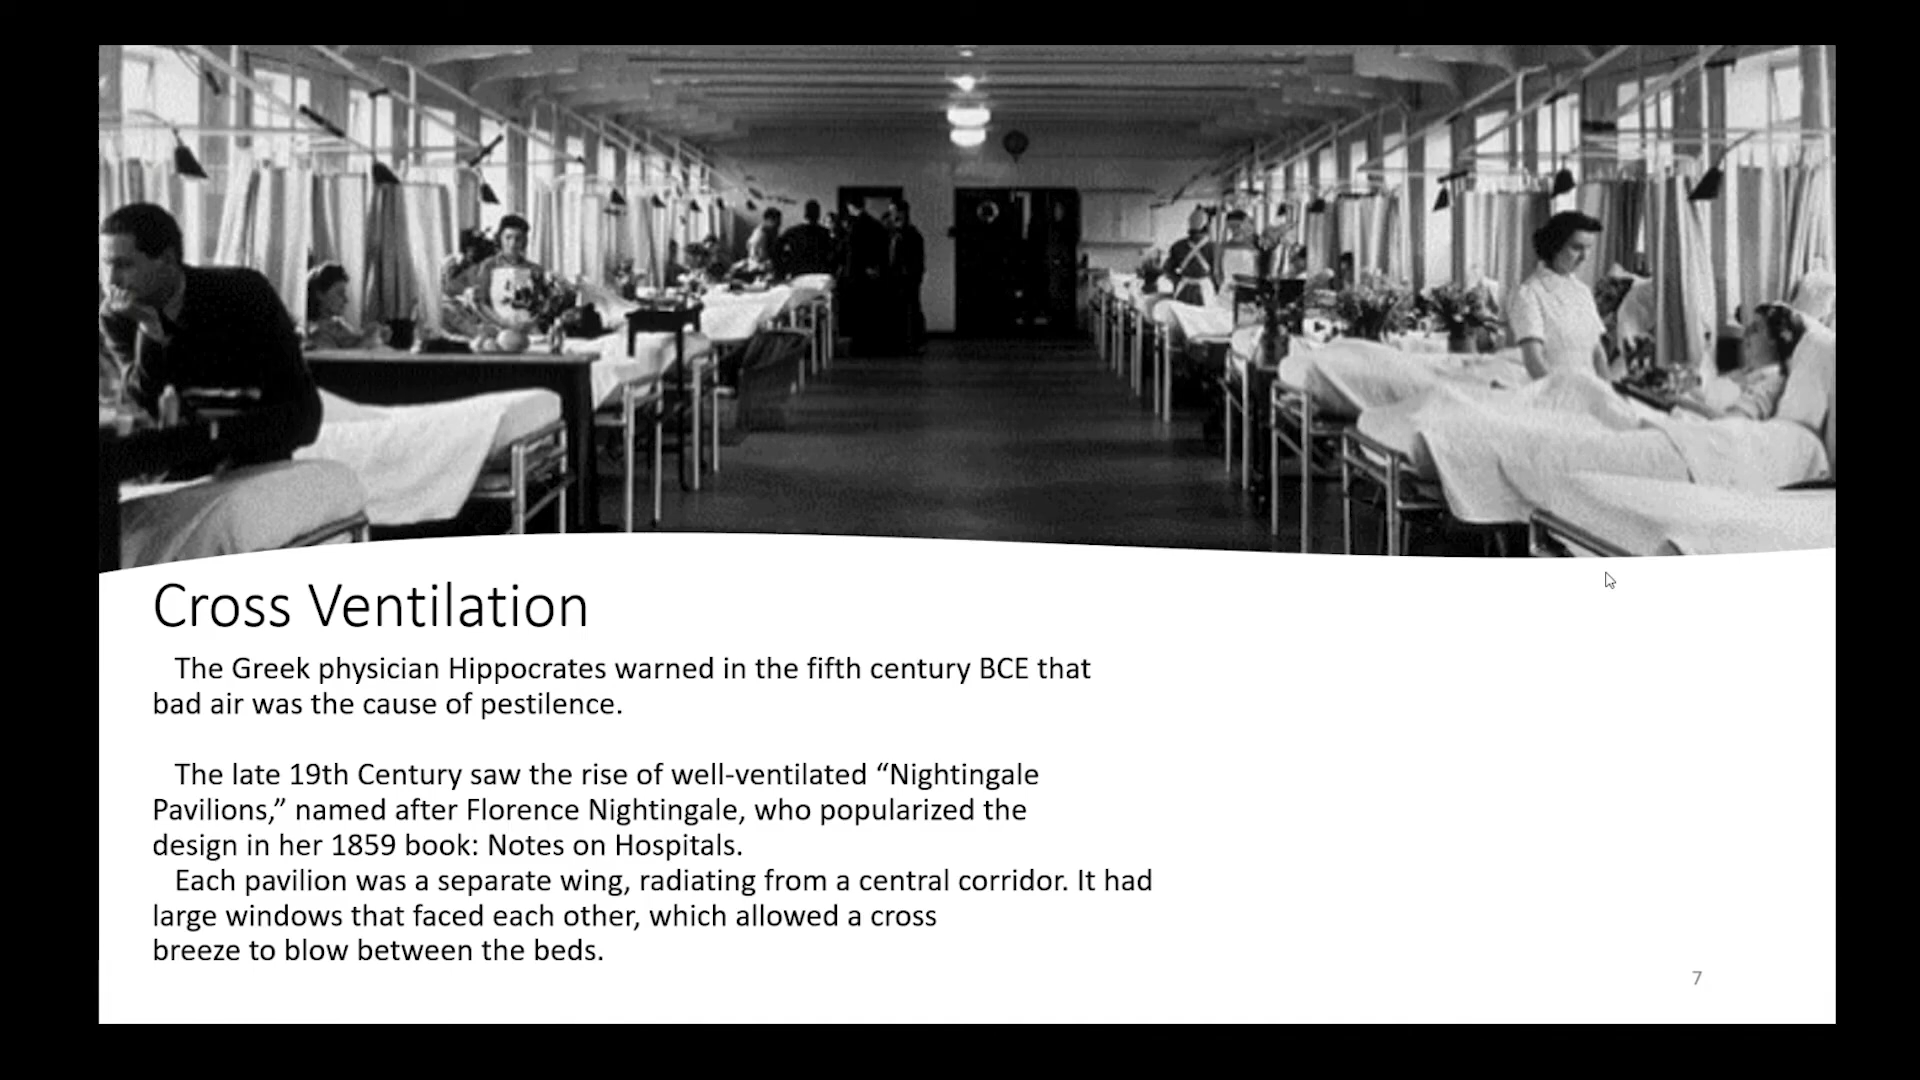 Cross Ventilation
The Greek physician Hippocrates warned in the fifth century BCE that
bad air was the cause of pestilence.
The late 19th Century saw the rise of well-ventilated “Nightingale
Pavilions,” named after Florence Nightingale, who popularized the
design in her 1859 book: Notes on Hospitals.
Each pavilion was a separate wing, radiating from a central corridor. It had
large windows that faced each other, which allowed a cross
breeze to blow between the beds.
7